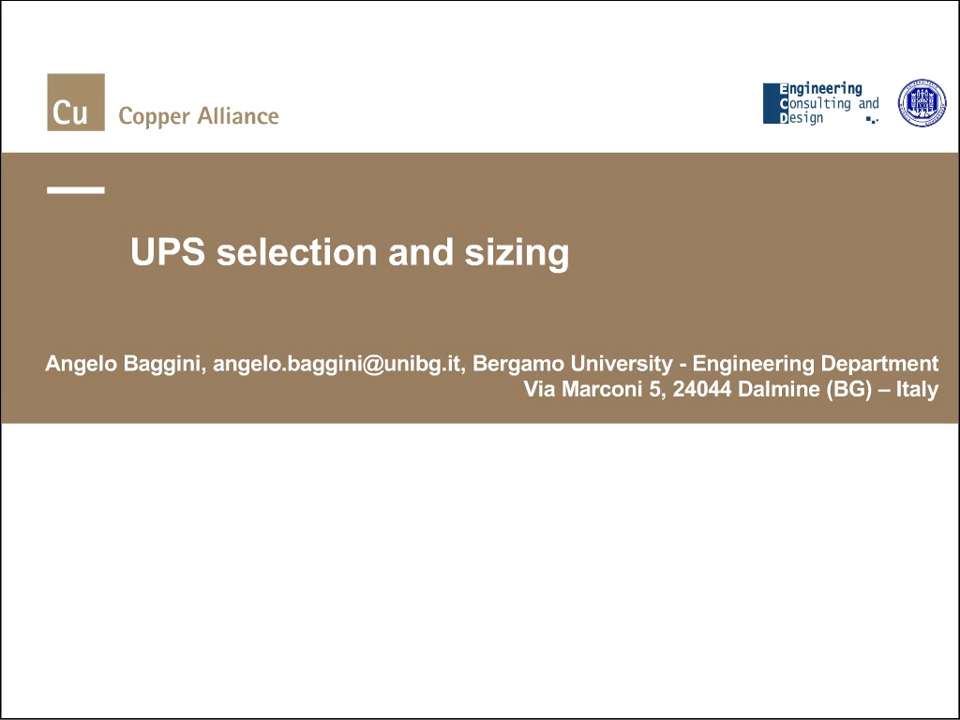 Cu
Copper Alliance
Engineering
Consulting and
Design
UPS selection and sizing
Angelo Baggini, angelo.baggini@unibg.it, Bergamo University - Engineering Department
Via Marconi 5, 24044 Dalmine (BG) – Italy